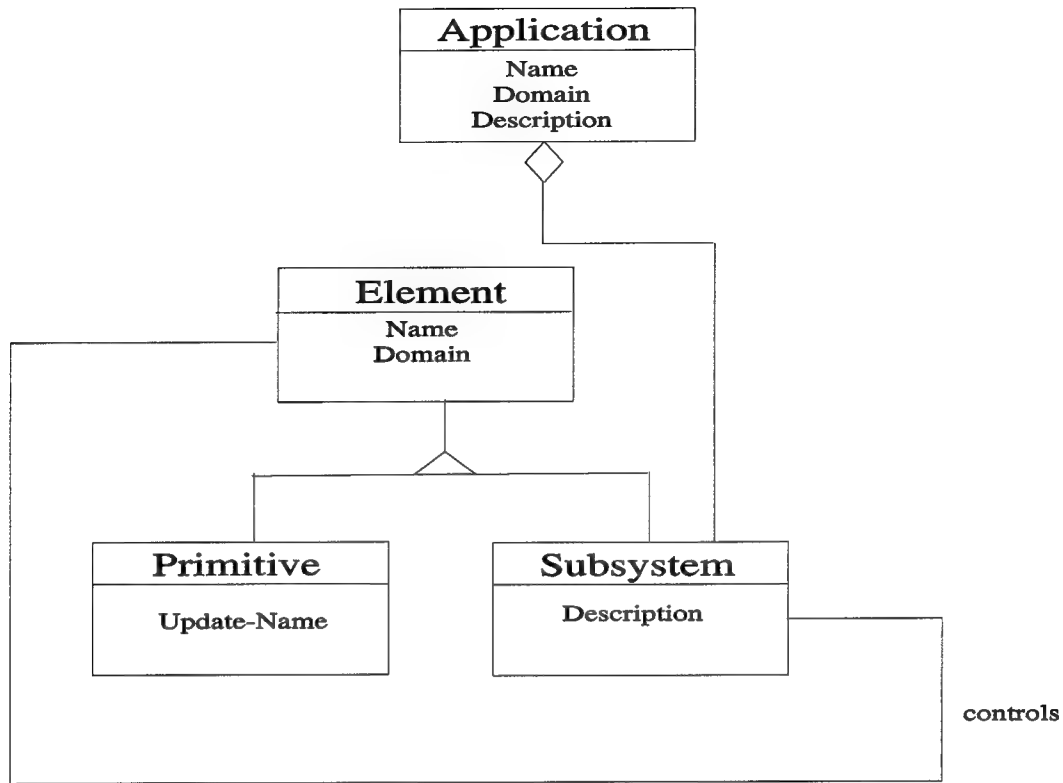 Application
Name
Domain
Description
Element
Name
Domain
Primitive
Update-Name
Subsystem
Description
controls